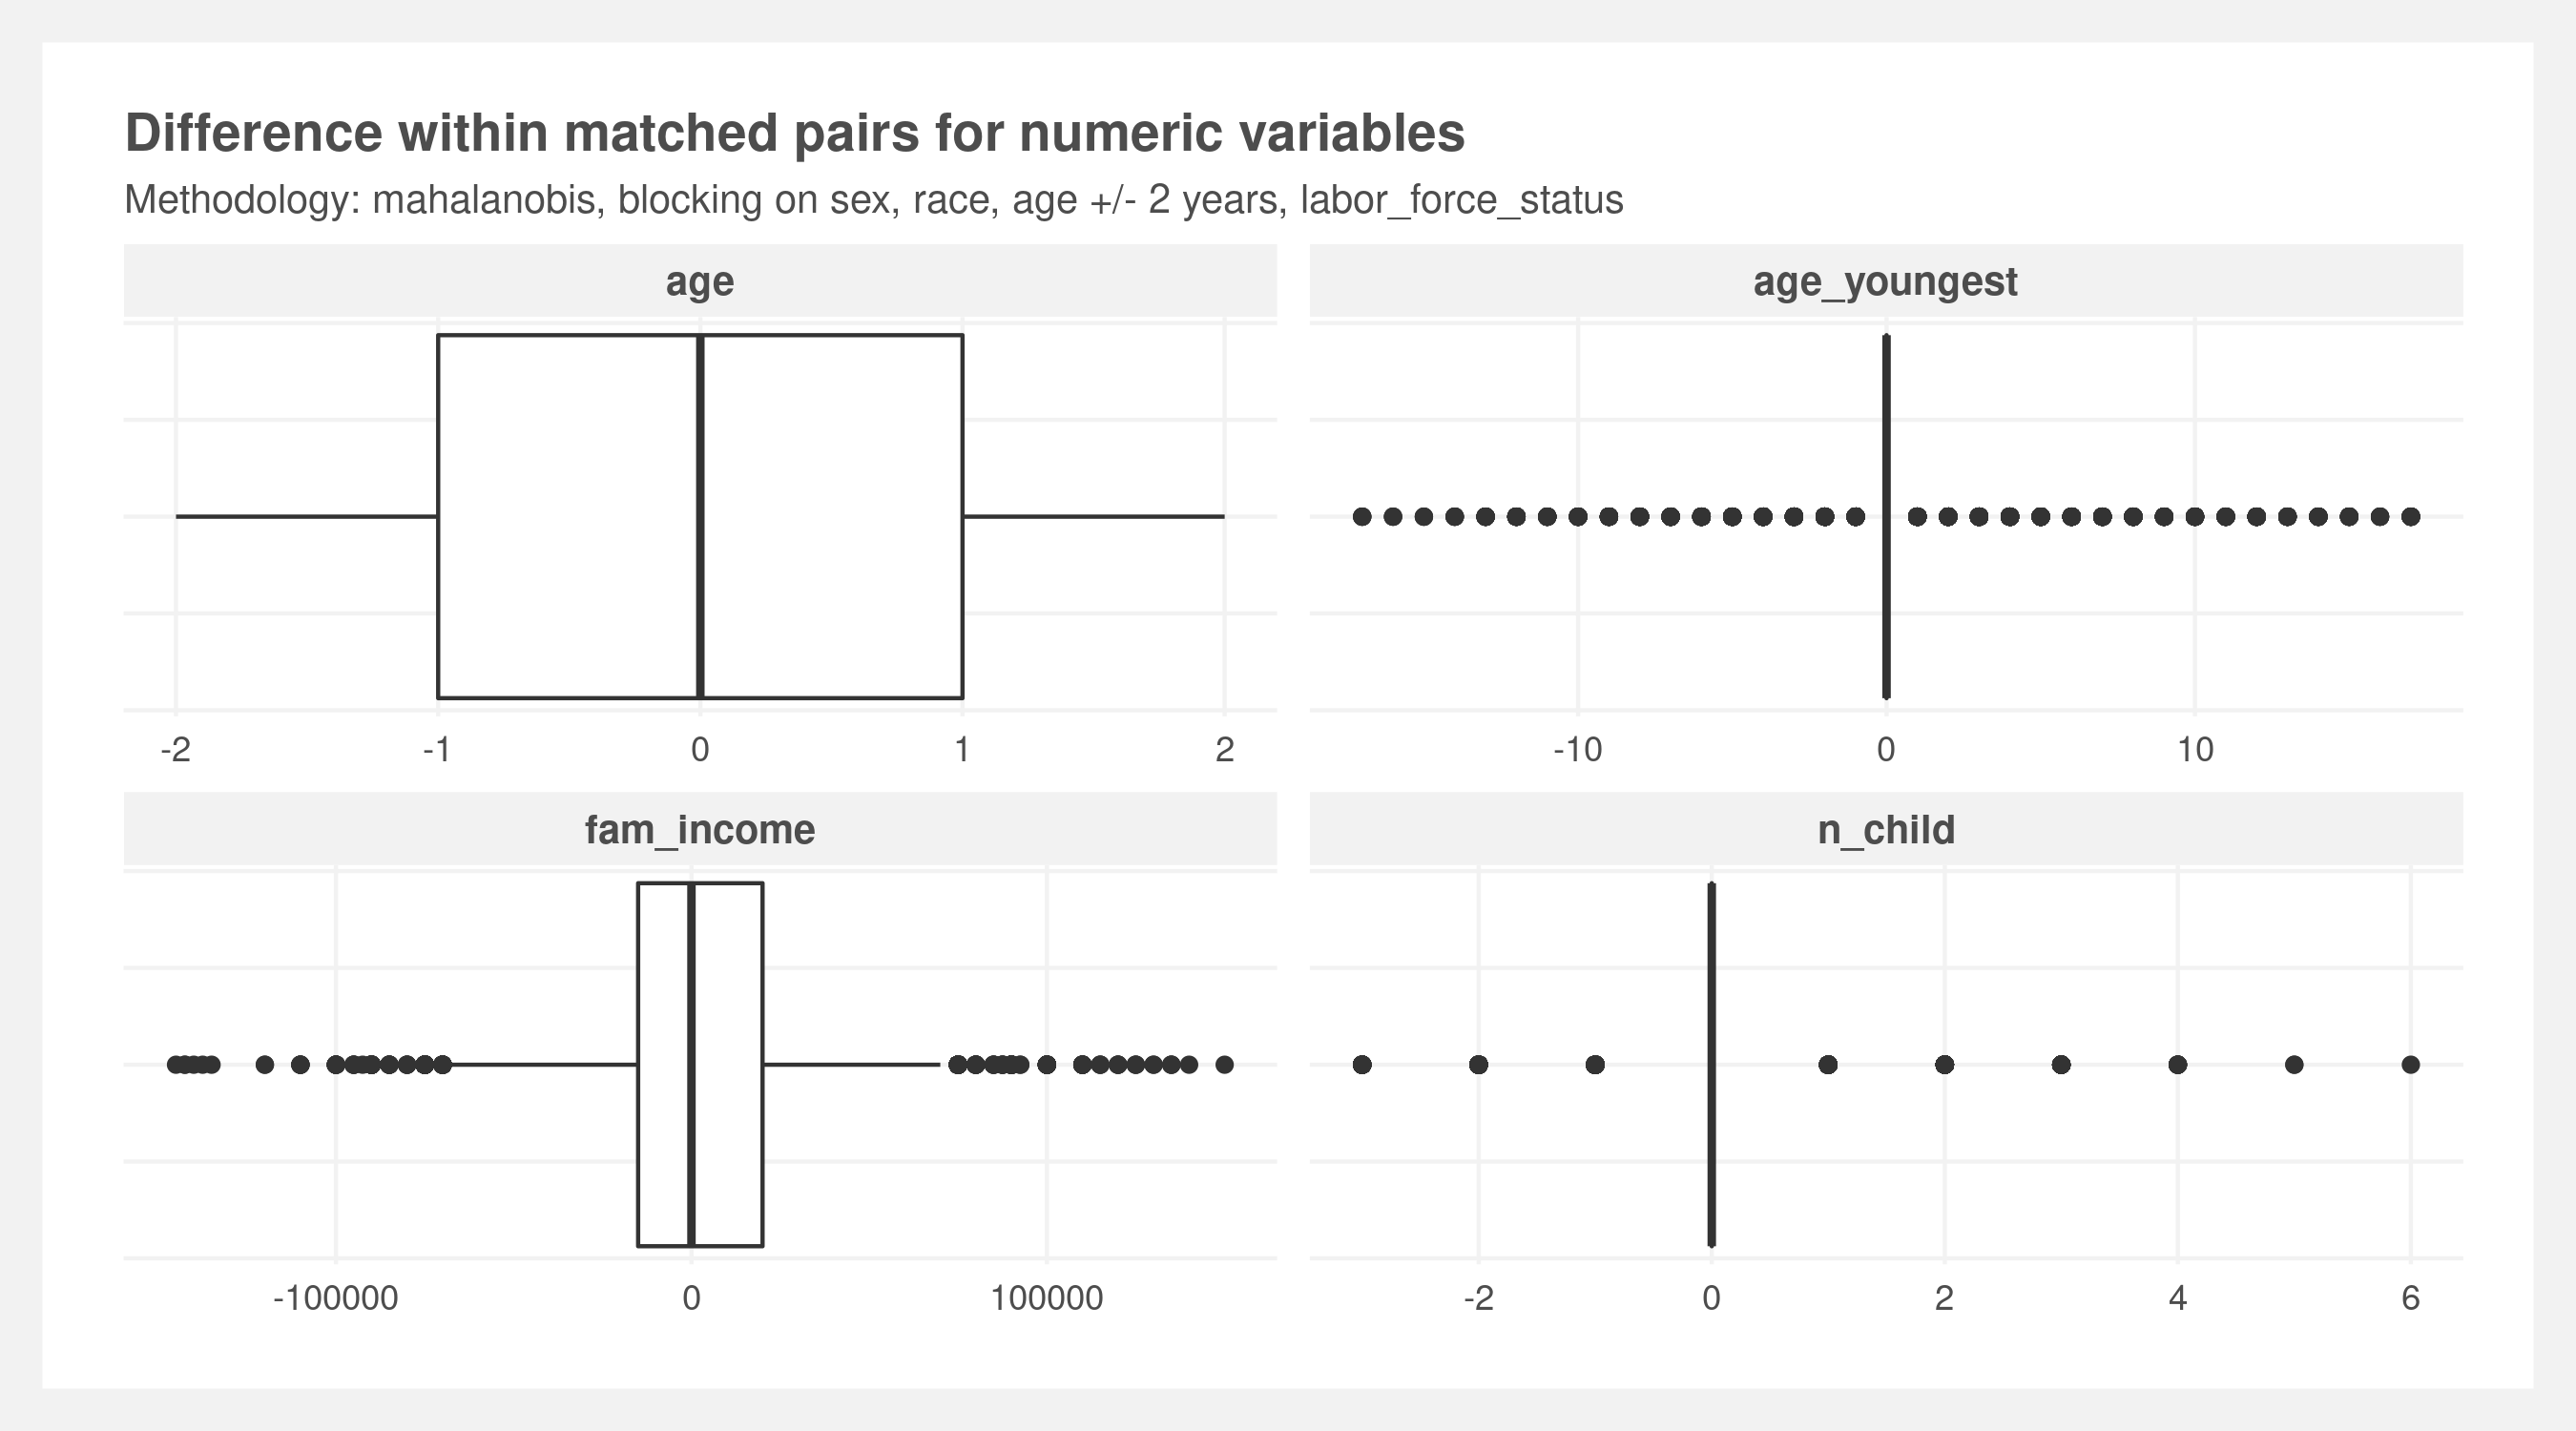 Difference within matched pairs for numeric variables
Methodology: mahalanobis, blocking on sex, race, age +/- 2 years, labor_force_status
age
age_youngest
-2 -1 0 1 2
-10 0 10
fam_income
n_child
-100000 0 100000
-2 0 2 4 6